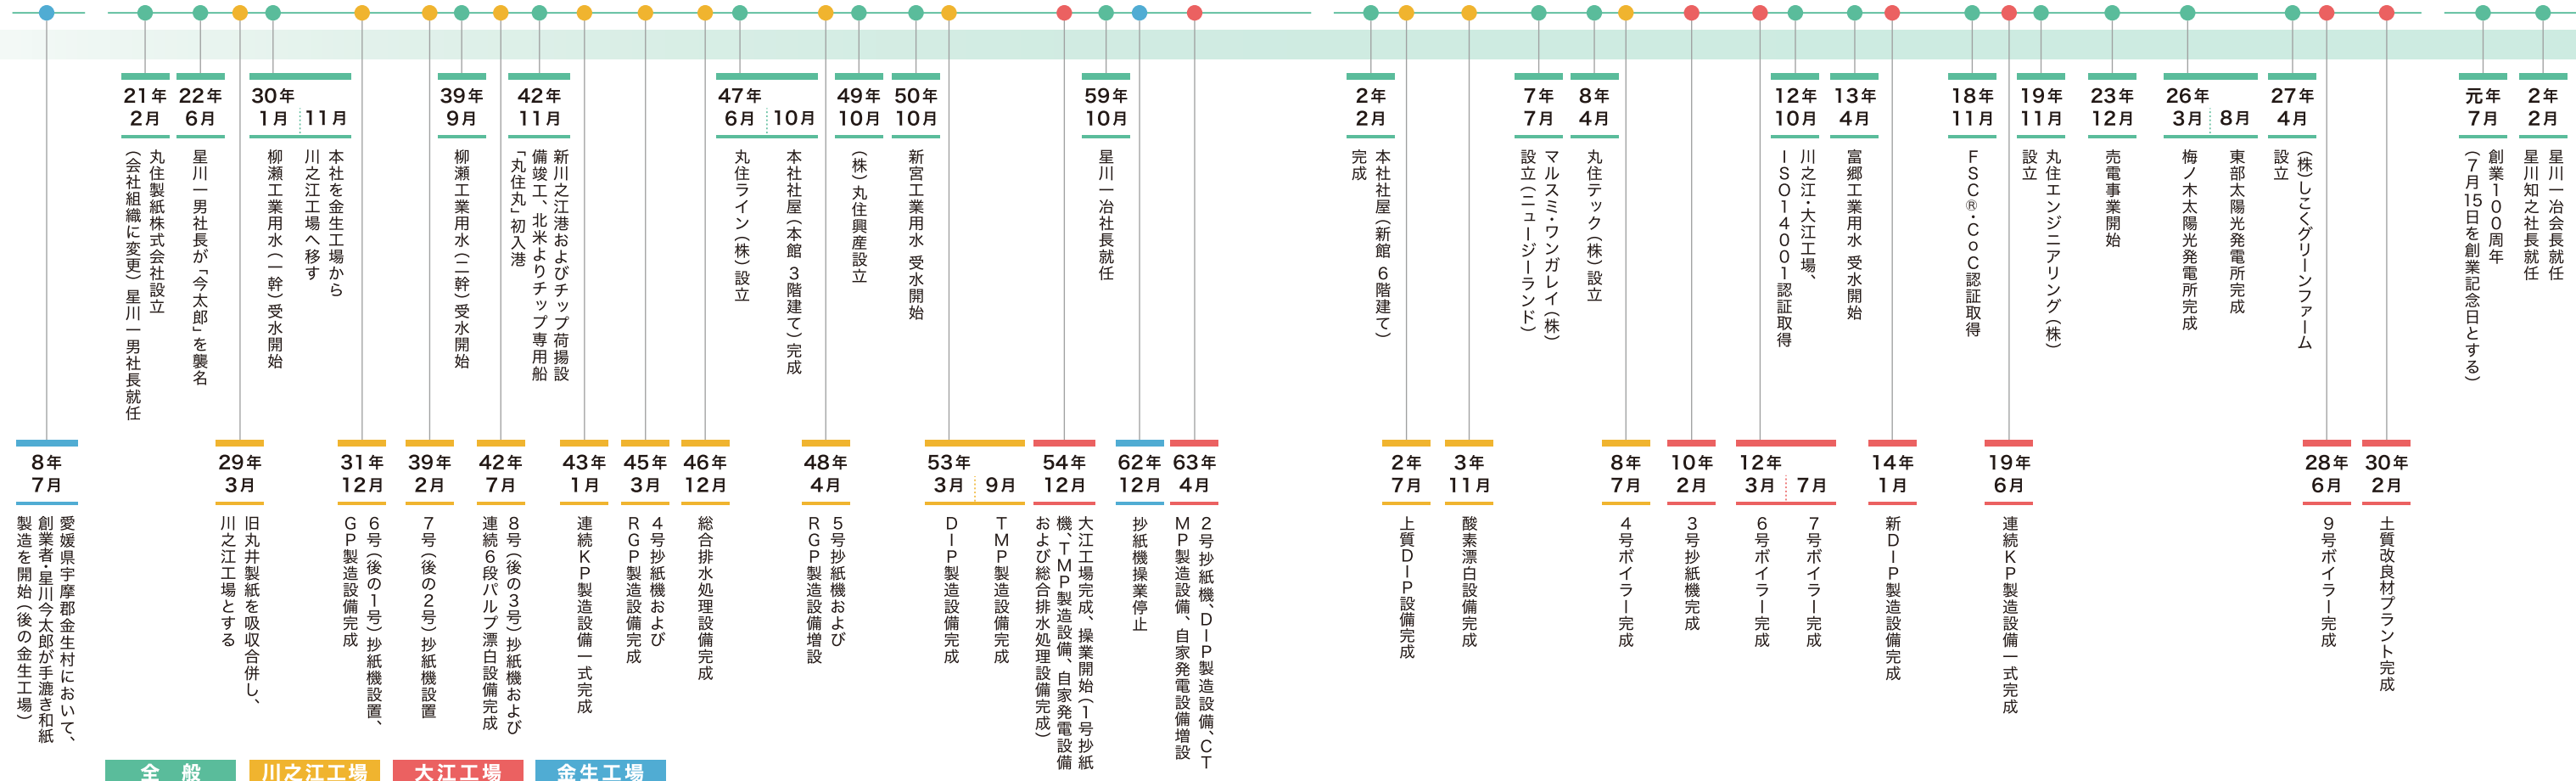 21年
2月
丸住製紙株式会社設立
（会社組織に変更）星川一男社長就任
22年
6月
星川一男社長が「今太郎」を襲名
30年
1月
11月
柳瀬工業用水（一幹）受水開始
本社を金生工場から
川之江工場へ移す
39年
9月
柳瀬工業用水（二幹）受水開始
42年
11月
新川之江港およびチップ荷揚設
備竣工、北米よりチップ専用船
「丸住丸」初入港
47年
6月
10月
丸住ライン（株）設立
本社社屋（本館 3階建て）完成
49年
10月
（株）丸住興産設立
50年
10月
新宮工業用水 受水開始
59年
10月
星川一冶社長就任
2年
2月
本社社屋（新館 6階建て）
完成
7年
7月
マルスミ・ワンガレイ（株）
設立（ニュージーランド）
8年
4月
丸住テック（株）設立
12年
10月
川之江・大江工場、
ISO14001認証取得
13年
4月
富郷工業用水 受水開始
18年
11月
FSC®・CoC認証取得
19年
11月
丸住エンジニアリング（株）
設立
23年
12月
売電事業開始
26年
3月
8月
梅ノ木太陽光発電所完成
東部太陽光発電所完成
27年
4月
（株）しこくグリーンファーム
設立
元年
7月
創業100周年
（7月15日を創業記念日とする）
2年
2月
星川一冶会長就任
星川知之社長就任
8年
7月
愛媛県宇摩郡金生村において、
創業者・星川今太郎が手漉き和紙
製造を開始（後の金生工場）
29年
3月
旧丸井製紙を吸収合併し、
川之江工場とする
31年
12月
6号（後の1号）抄紙機設置、
GP製造設備完成
39年
2月
7号（後の2号）抄紙機設置
42年
7月
8号（後の3号）抄紙機および
連続6段パルプ漂白設備完成
43年
1月
連続KP製造設備一式完成
45年
3月
4号抄紙機および
RGP製造設備完成
46年
12月
総合排水処理設備完成
48年
4月
5号抄紙機および
RGP製造設備増設
53年
3月
9月
DIP製造設備完成
TMP製造設備完成
54年
12月
大江工場完成、操業開始（1号抄紙
機、TMP製造設備、自家発電設備
および総合排水処理設備完成）
62年
12月
抄紙機操業停止
63年
4月
2号抄紙機、DIP製造設備、CT
MP製造設備、自家発電設備増設
2年
7月
上質DIP設備完成
3年
11月
酸素漂白設備完成
8年
7月
4号ボイラー完成
10年
2月
3号抄紙機完成
12年
3月
7月
6号ボイラー完成
7号ボイラー完成
14年
1月
新DIP製造設備完成
19年
6月
連続KP製造設備一式完成
28年
6月
9号ボイラー完成
30年
2月
土質改良材プラント完成
全 般
川之江工場
大江工場
金生工場